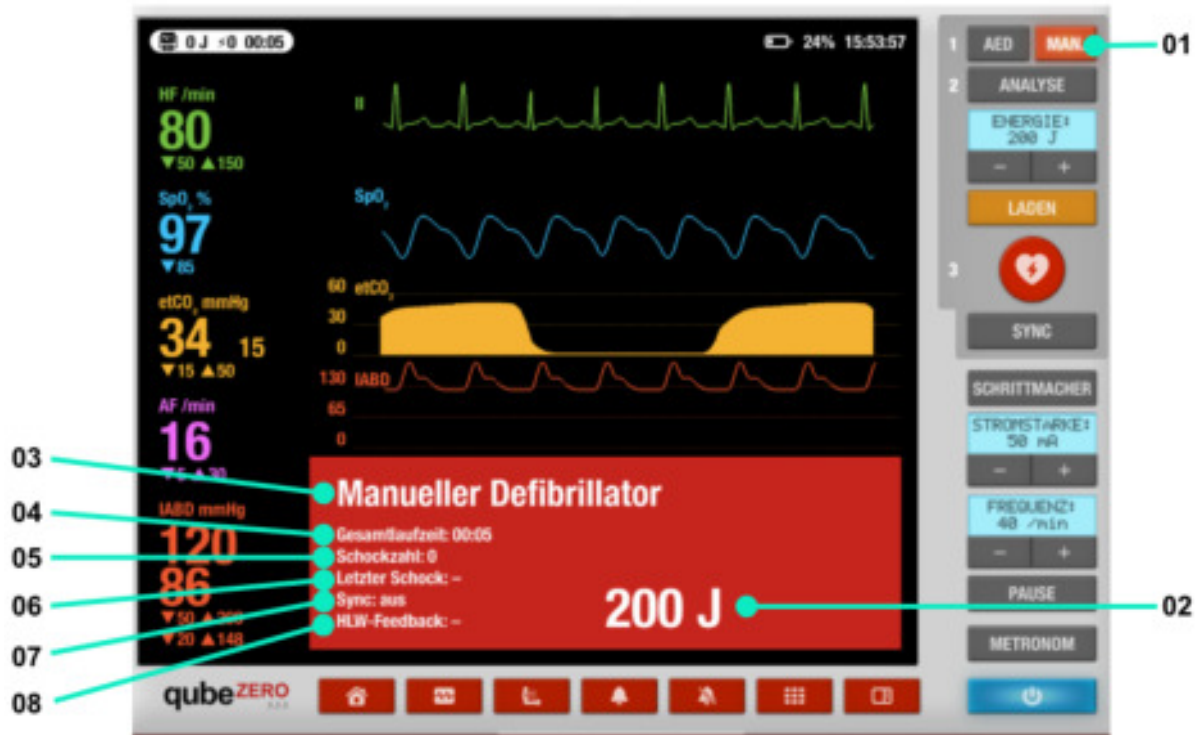 0 J 0 00:05
24% 15:53:57
1 AED MAN.
01
2 ANALYSE
ENERGIE:
200 J
- +
LADEN
3
SYNC
SCHRITTMACHER
STROMSTÄRKE:
50 mA
- +
FREQUENZ:
40 /min
- +
PAUSE
METRONOM
HF /min
80
▼50 ▲150
II
SpO₂ %
97
▼85
SpO₂
etCO₂ mmHg
34 15
▼15 ▲50
60 etCO₂
30
0
AF /min
16
▼5 ▲30
130 IABD
65
0
IABD mmHg
120
86
▼50
▼20 ▲148
03
04
05
06
07
08
Manueller Defibrillator
Gesamtlaufzeit: 00:05
Schockzahl: 0
Letzter Schock: –
Sync: aus
HLW-Feedback: –
200 J
02
qube ZERO